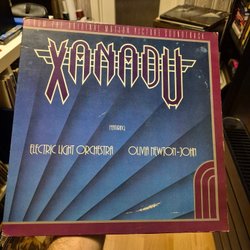 FROM THE ORIGINAL MOTION PICTURE SOUNDTRACK
XANADU
FEATURING
ELECTRIC LIGHT ORCHESTRA OLIVIA NEWTON-JOHN